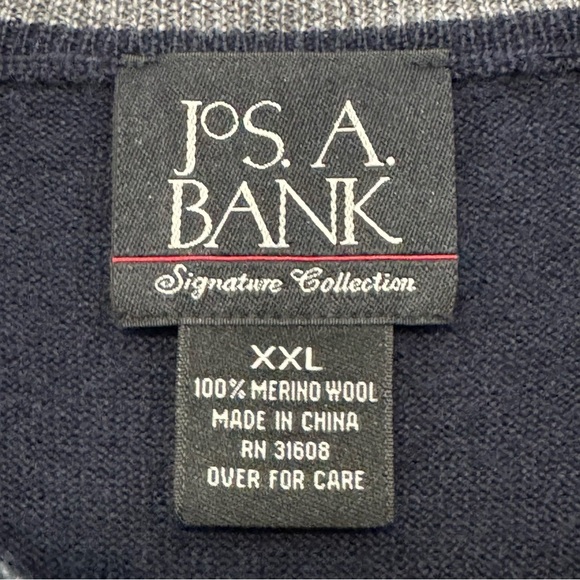 JOS. A.
BANK
Signature Collection
XXL
100% MERINO WOOL
MADE IN CHINA
RN 31608
OVER FOR CARE